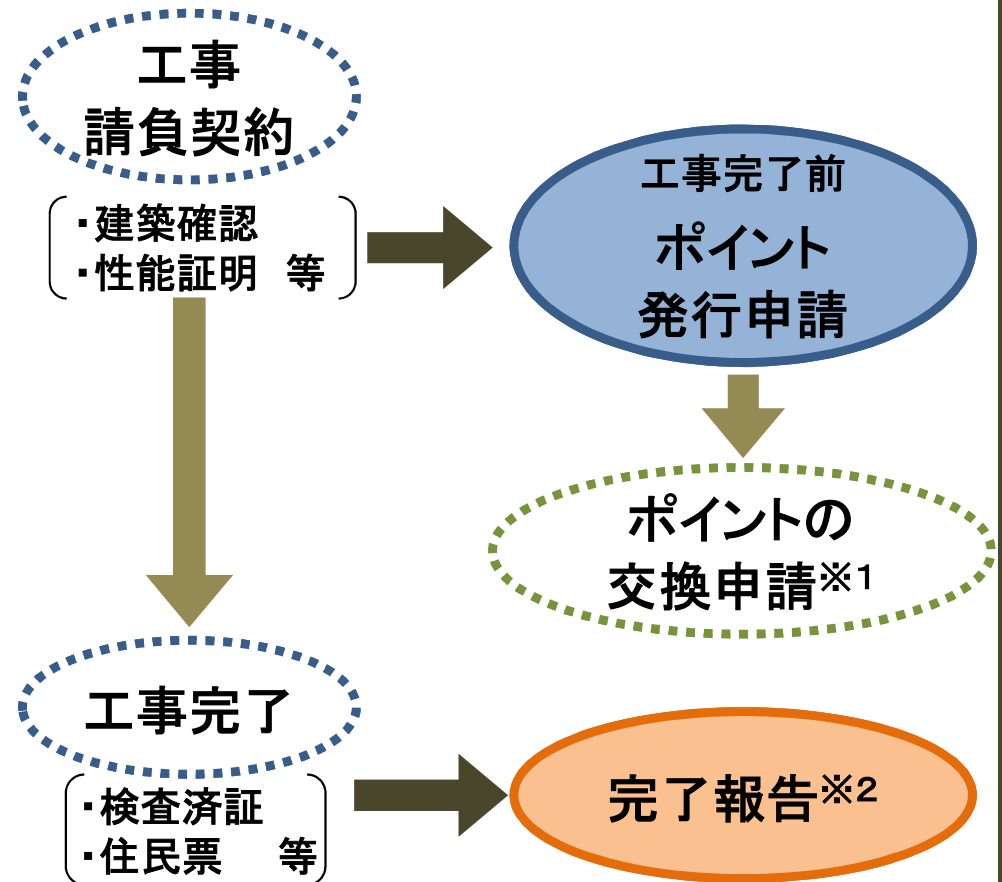 工事
請負契約
・建築確認
・性能証明　等
工事完了前
ポイント
発行申請
ポイントの
交換申請※1
工事完了
・検査済証
・住民票　等
完了報告※2